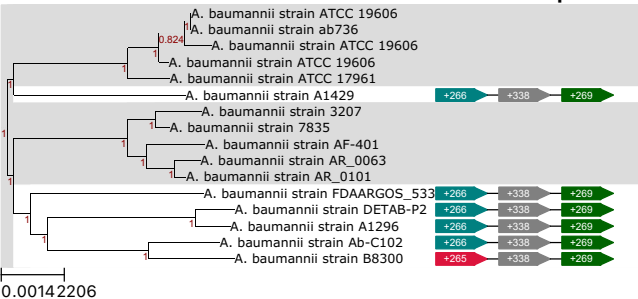 A. baumannii strain ATCC 19606
1 A. baumannii strain ab736
0.824 A. baumannii strain ATCC 19606
1 A. baumannii strain ATCC 19606
1 A. baumannii strain ATCC 17961
1 A. baumannii strain A1429 +266 +338 +269
A. baumannii strain 3207
1 1 A. baumannii strain 7835
A. baumannii strain AF-401
1 A. baumannii strain AR_0063
1 1 A. baumannii strain AR_0101
A. baumannii strain FDAARGOS_533 +266 +338 +269
1 A. baumannii strain DETAB-P2 +266 +338 +269
1 A. baumannii strain A1296 +266 +338 +269
1 A. baumannii strain Ab-C102 +266 +338 +269
1 A. baumannii strain B8300 +265 +338 +269
0.00142206